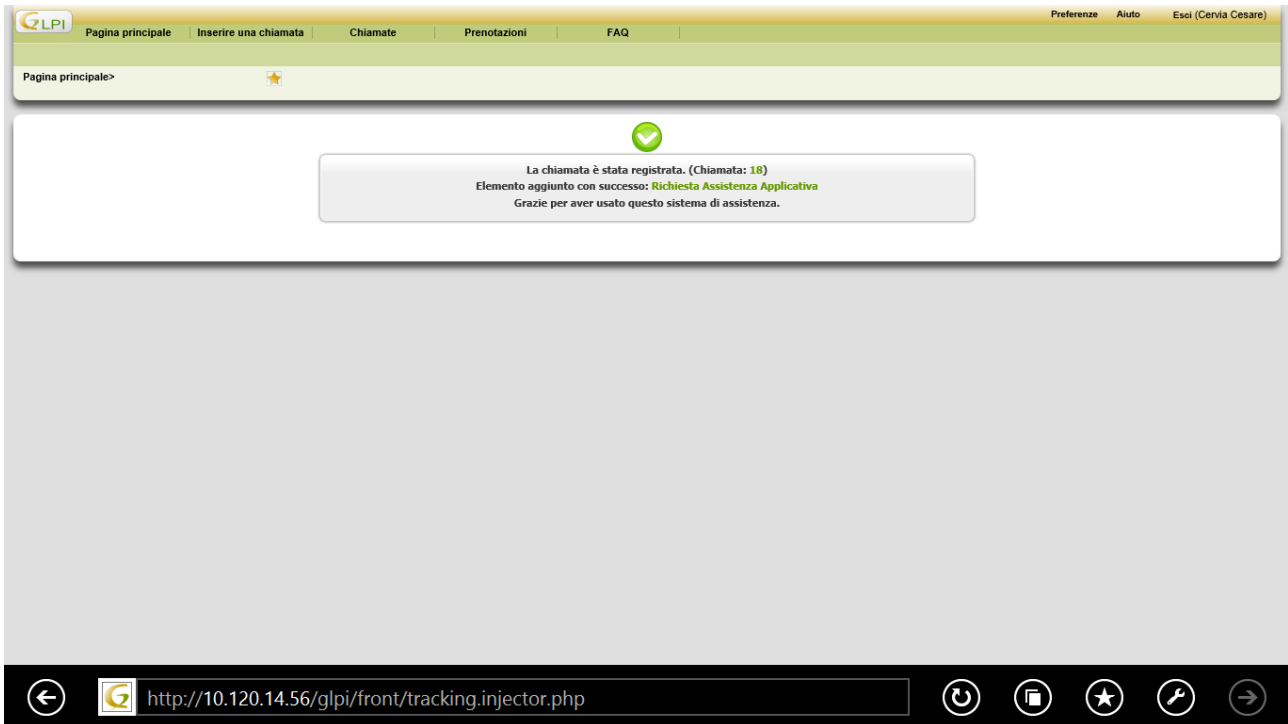 GLPI
Preferenze Aiuto Esci (Cervia Cesare)
Pagina principale Inserire una chiamata Chiamate Prenotazioni FAQ
Pagina principale>
La chiamata è stata registrata. (Chiamata: 18)
Elemento aggiunto con successo: Richiesta Assistenza Applicativa
Grazie per aver usato questo sistema di assistenza.
http://10.120.14.56/glpi/front/tracking.injector.php